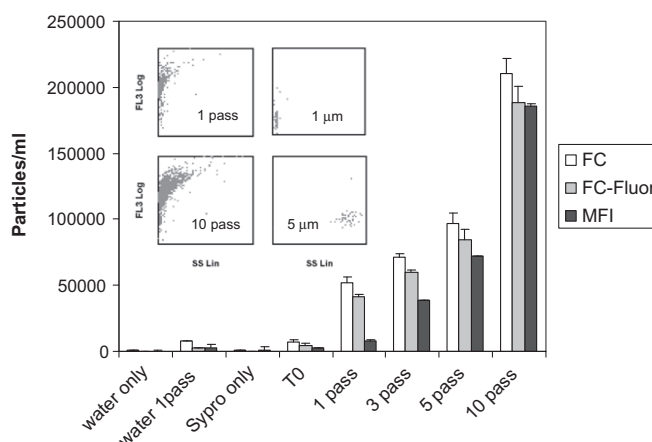 Particles/ml
250000
200000
150000
100000
50000
0
FL3 Log
1 pass
1 µm
FL3 Log
10 pass
5 µm
SS Lin
SS Lin
FC
FC-Fluor
MFI
water only
water 1pass
Sypro only
T0
1 pass
3 pass
5 pass
10 pass